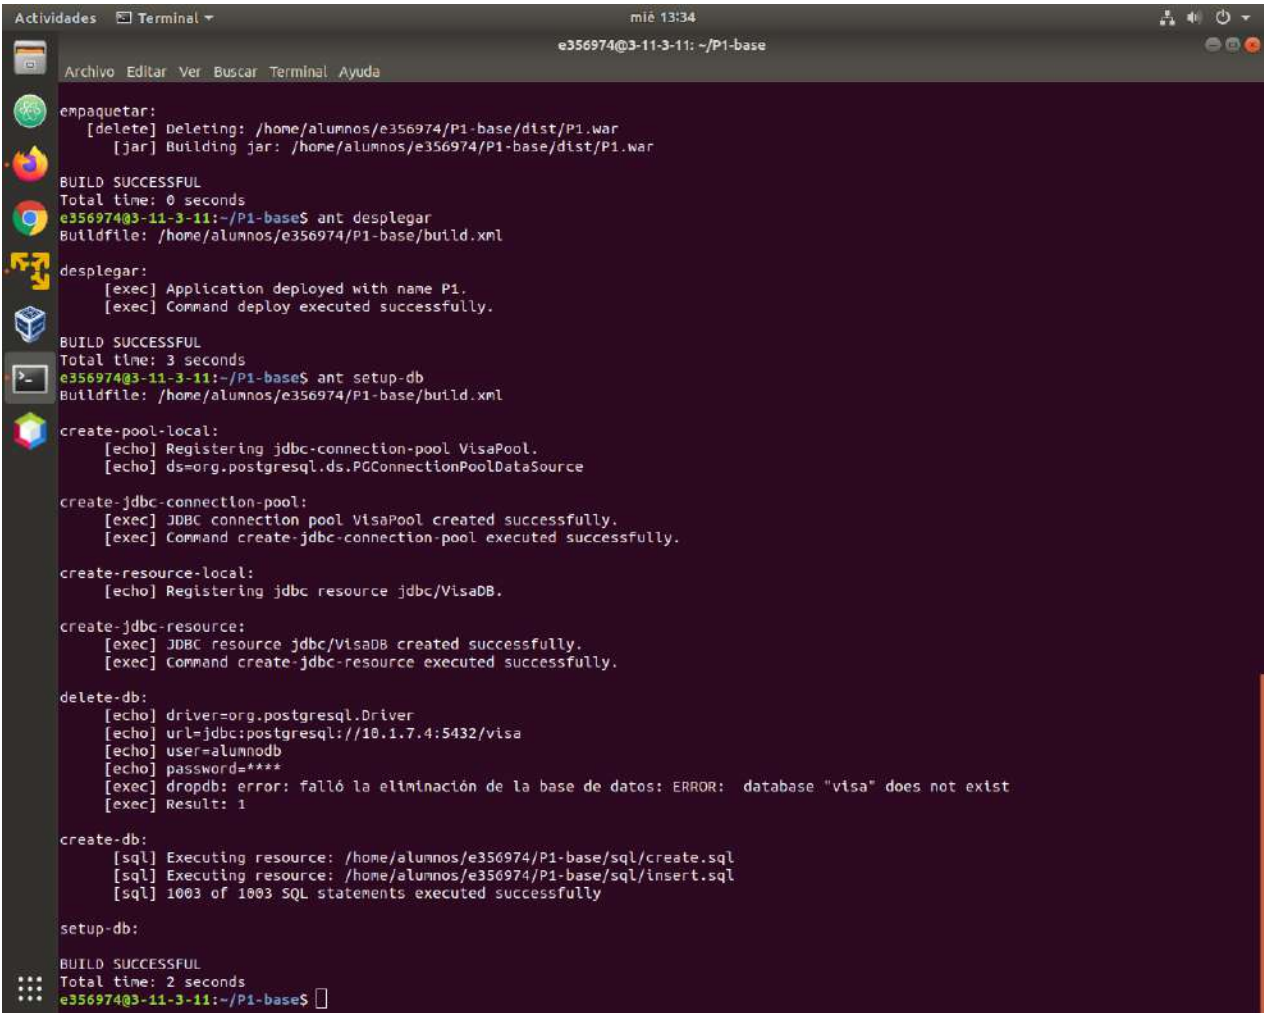 Actividades Terminal mié 13:34
e356974@3-11-3-11: ~/P1-base
Archivo Editar Ver Buscar Terminal Ayuda
empaquetar:
[delete] Deleting: /home/alumnos/e356974/P1-base/dist/P1.war
[jar] Building jar: /home/alumnos/e356974/P1-base/dist/P1.war
BUILD SUCCESSFUL
Total time: 0 seconds
e356974@3-11-3-11:~/P1-base$ ant desplegar
Buildfile: /home/alumnos/e356974/P1-base/build.xml
desplegar:
[exec] Application deployed with name P1.
[exec] Command deploy executed successfully.
BUILD SUCCESSFUL
Total time: 3 seconds
e356974@3-11-3-11:~/P1-base$ ant setup-db
Buildfile: /home/alumnos/e356974/P1-base/build.xml
create-pool-local:
[echo] Registering jdbc-connection-pool VisaPool.
[echo] ds=org.postgresql.ds.PGConnectionPoolDataSource
create-jdbc-connection-pool:
[exec] JDBC connection pool VisaPool created successfully.
[exec] Command create-jdbc-connection-pool executed successfully.
create-resource-local:
[echo] Registering jdbc resource jdbc/VisaDB.
create-jdbc-resource:
[exec] JDBC resource jdbc/VisaDB created successfully.
[exec] Command create-jdbc-resource executed successfully.
delete-db:
[echo] driver=org.postgresql.Driver
[echo] url=jdbc:postgresql://10.1.7.4:5432/visa
[echo] user=alumnodb
[echo] password=****
[exec] dropdb: error: falló la eliminación de la base de datos: ERROR:  database "visa" does not exist
[exec] Result: 1
create-db:
[sql] Executing resource: /home/alumnos/e356974/P1-base/sql/create.sql
[sql] Executing resource: /home/alumnos/e356974/P1-base/sql/insert.sql
[sql] 1003 of 1003 SQL statements executed successfully
setup-db:
BUILD SUCCESSFUL
Total time: 2 seconds
e356974@3-11-3-11:~/P1-base$